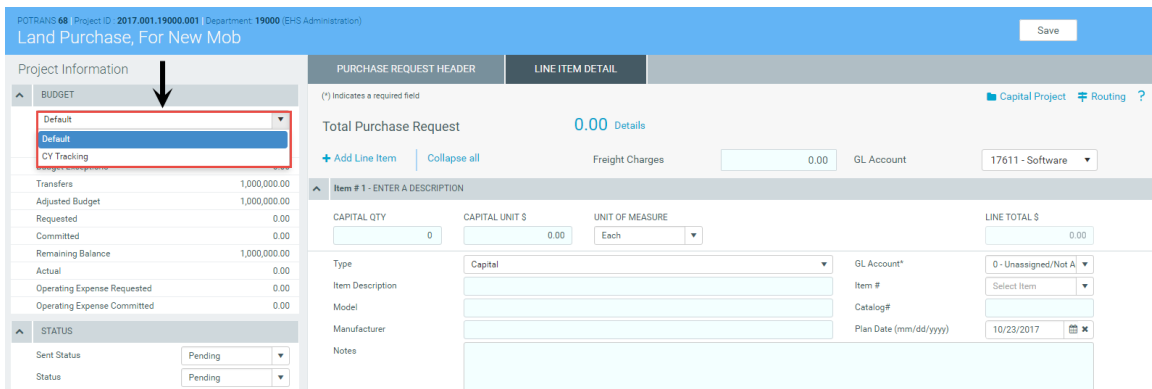 POTRANS 68 | Project ID : 2017.001.19000.001 | Department: 19000 (EHS Administration)
Land Purchase, For New Mob
Save
Project Information
BUDGET
Default
Default
CY Tracking
Budget Exceptions 0.00
Transfers 1,000,000.00
Adjusted Budget 1,000,000.00
Requested 0.00
Committed 0.00
Remaining Balance 1,000,000.00
Actual 0.00
Operating Expense Requested 0.00
Operating Expense Committed 0.00
STATUS
Sent Status Pending
Status Pending
PURCHASE REQUEST HEADER LINE ITEM DETAIL
(*) Indicates a required field Capital Project Routing ?
Total Purchase Request 0.00 Details
+ Add Line Item Collapse all Freight Charges 0.00 GL Account 17611 - Software
Item # 1 - ENTER A DESCRIPTION
CAPITAL QTY CAPITAL UNIT $ UNIT OF MEASURE LINE TOTAL $
0 0.00 Each 0.00
Type Capital GL Account* 0 - Unassigned/Not A
Item Description Item # Select Item
Model Catalog#
Manufacturer Plan Date (mm/dd/yyyy) 10/23/2017
Notes